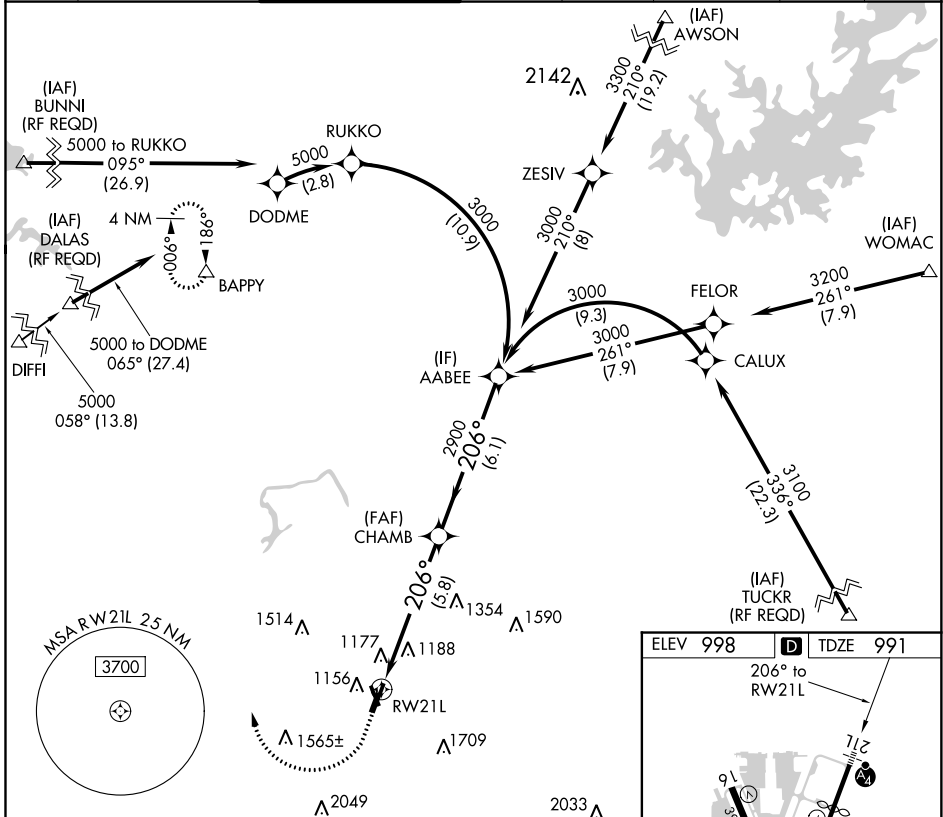 (IAF)
AWSON
2142
3300
210°
(19.2)
(IAF)
BUNNI
(RF REQD)
5000 to RUKKO
095°
(26.9)
RUKKO
5000
(2.8)
DODME
3000
(10.9)
ZESIV
3000
210°
(8)
(IAF)
DALAS
(RF REQD)
4 NM
006°
186°
BAPPY
(IAF)
WOMAC
3200
261°
(7.9)
FELOR
3000
(9.3)
3000
261°
(7.9)
CALUX
DIFFI
5000 to DODME
065° (27.4)
5000
058° (13.8)
(IF)
AABEE
2900
206°
(6.1)
3100
336°
(22.3)
(FAF)
CHAMB
206°
(5.8)
(IAF)
TUCKR
(RF REQD)
1514
1354
1590
1177
1188
1156
RW21L
1565±
1709
2049
2033
MSA RW21L 25 NM
3700
ELEV 998
D
TDZE 991
206° to
RW21L
21L
A4
16